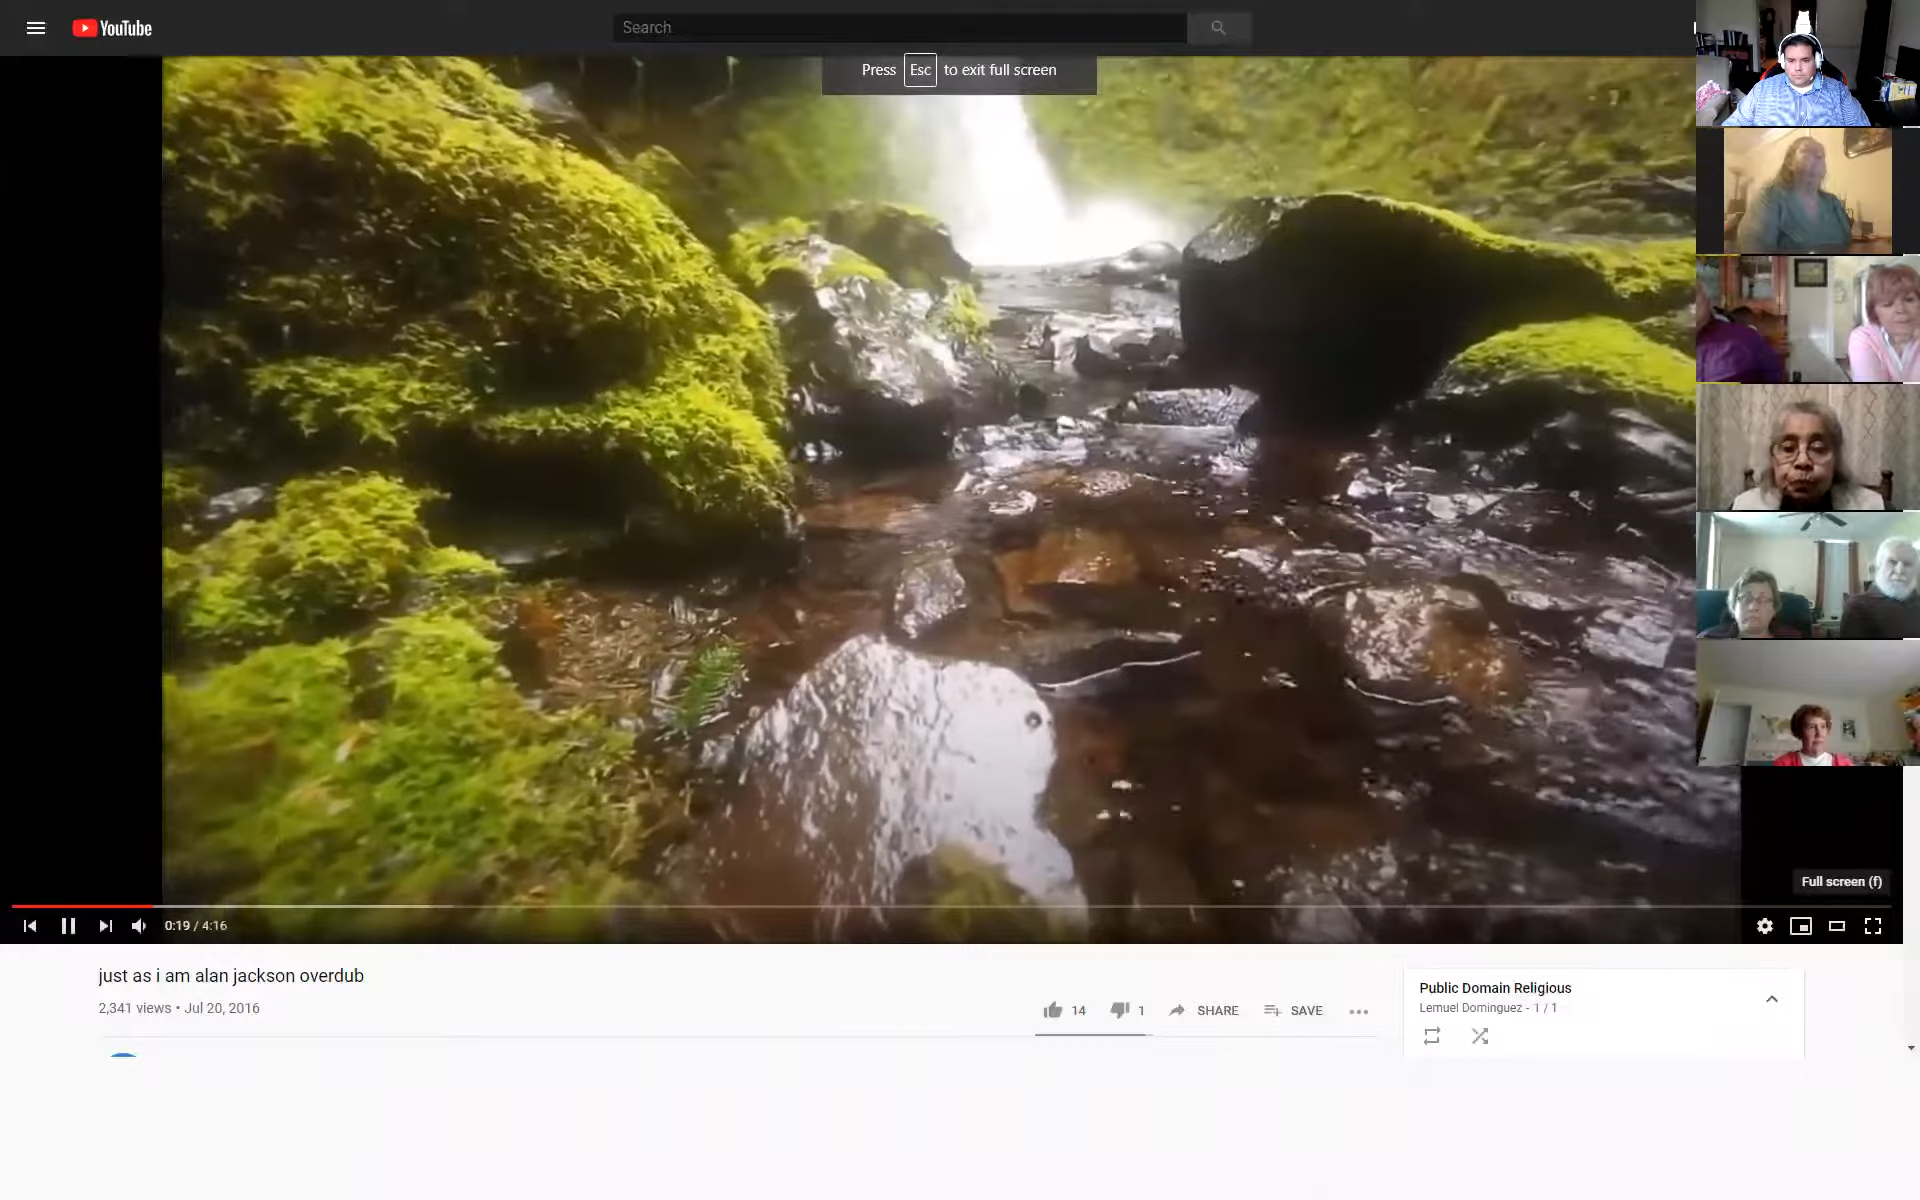 YouTube
Search
Press Esc to exit full screen
Full screen (f)
0:19 / 4:16
just as i am alan jackson overdub
2,341 views • Jul 20, 2016
14
1
SHARE
SAVE
Public Domain Religious
Lemuel Dominguez - 1 / 1